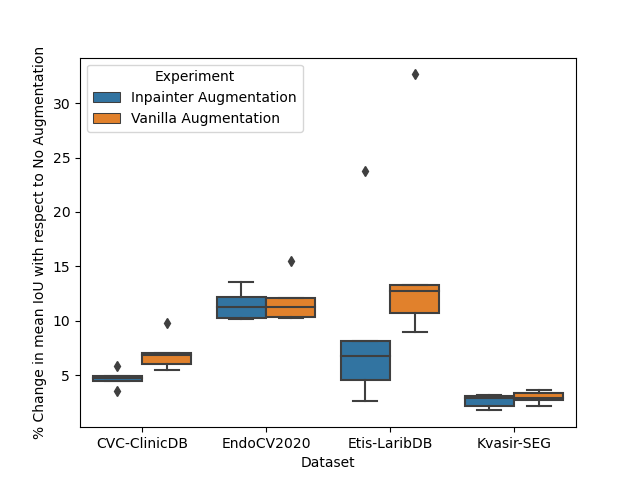 Experiment
Inpainter Augmentation
Vanilla Augmentation
% Change in mean IoU with respect to No Augmentation
30
25
20
15
10
5
CVC-ClinicDB EndoCV2020 Etis-LaribDB Kvasir-SEG
Dataset